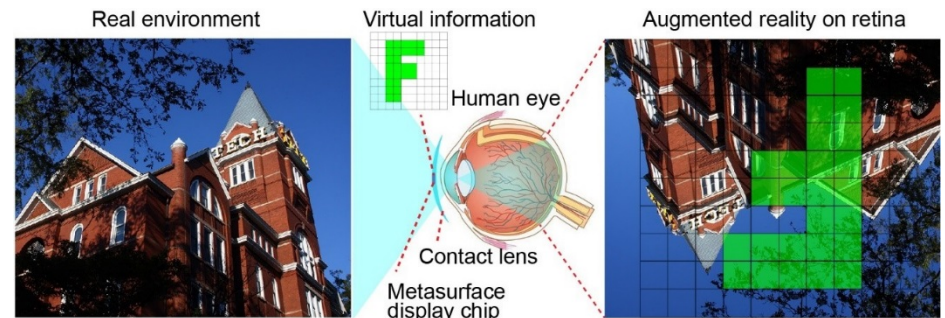 Real environment
Virtual information
Augmented reality on retina
F
Human eye
TECH
Contact lens
Metasurface
display chip